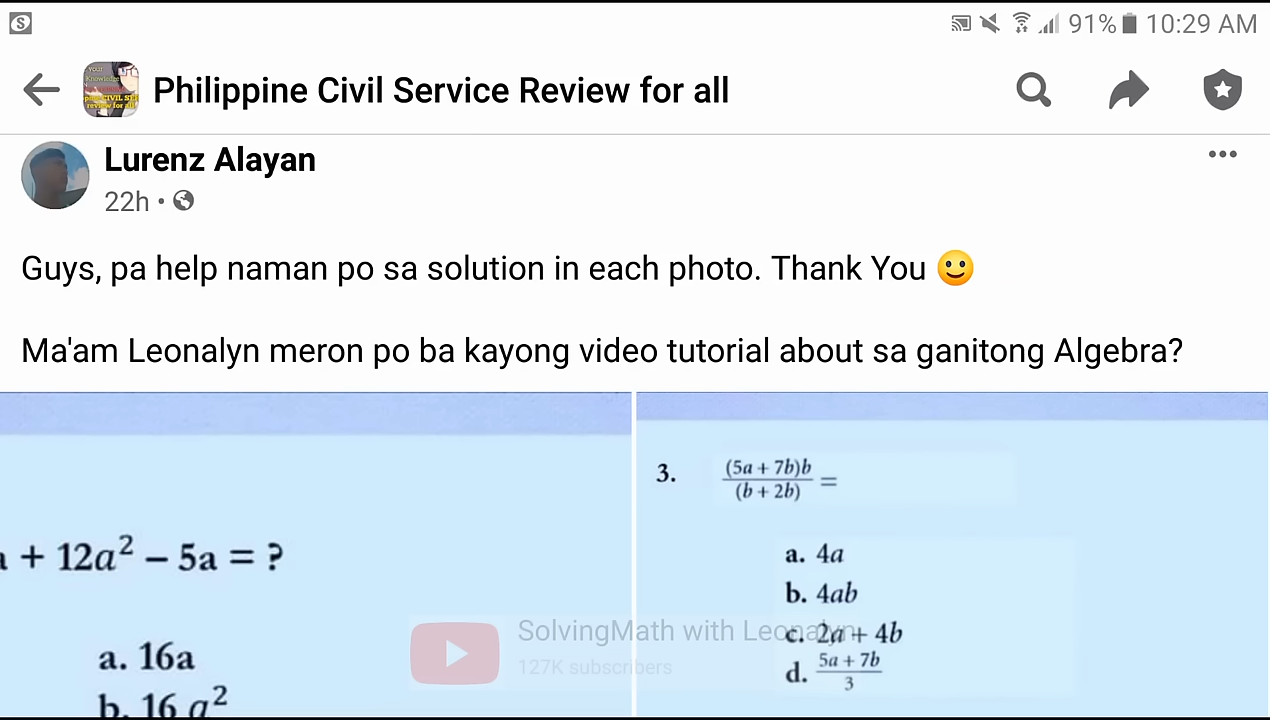 91% 10:29 AM
Philippine Civil Service Review for all
Lurenz Alayan
22h •
Guys, pa help naman po sa solution in each photo. Thank You 🙂
Ma'am Leonalyn meron po ba kayong video tutorial about sa ganitong Algebra?
+ 12a² − 5a = ?
a. 16a
b. 16 a²
3. (5a + 7b)b / (b + 2b) =
a. 4a
b. 4ab
c. 2a + 4b
d. 5a + 7b / 3
SolvingMath with Leonalyn
127K subscribers